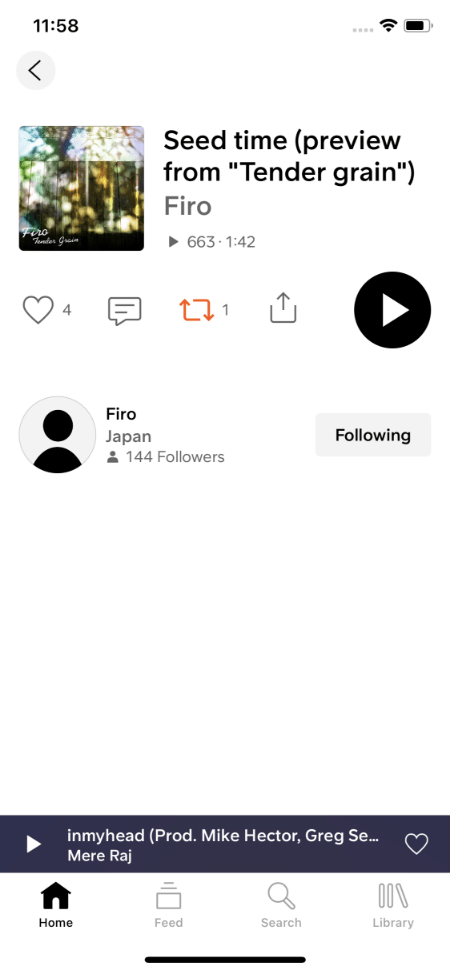 11:58
Seed time (preview
from "Tender grain")
Firo
663 · 1:42
Firo
Tender Grain
4
1
Firo
Japan
144 Followers
Following
inmyhead (Prod. Mike Hector, Greg Se...
Mere Raj
Home
Feed
Search
Library